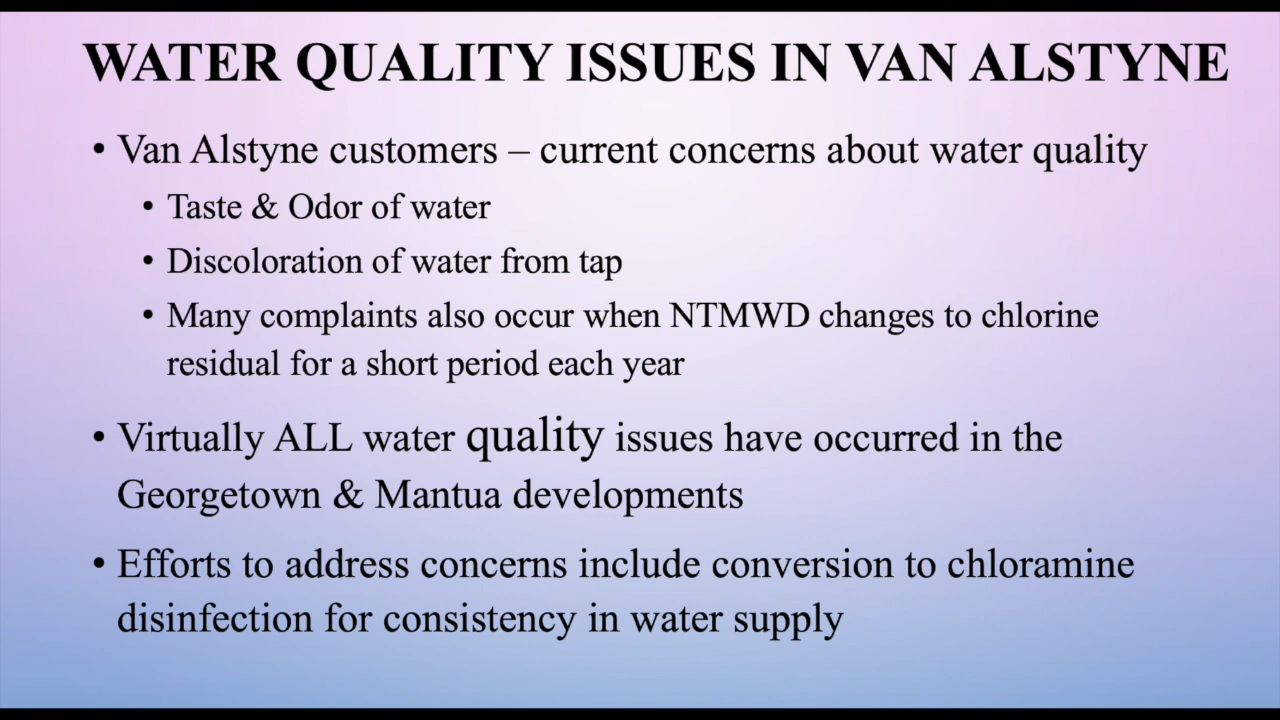 WATER QUALITY ISSUES IN VAN ALSTYNE
• Van Alstyne customers – current concerns about water quality
• Taste & Odor of water
• Discoloration of water from tap
• Many complaints also occur when NTMWD changes to chlorine
residual for a short period each year
• Virtually ALL water quality issues have occurred in the
Georgetown & Mantua developments
• Efforts to address concerns include conversion to chloramine
disinfection for consistency in water supply